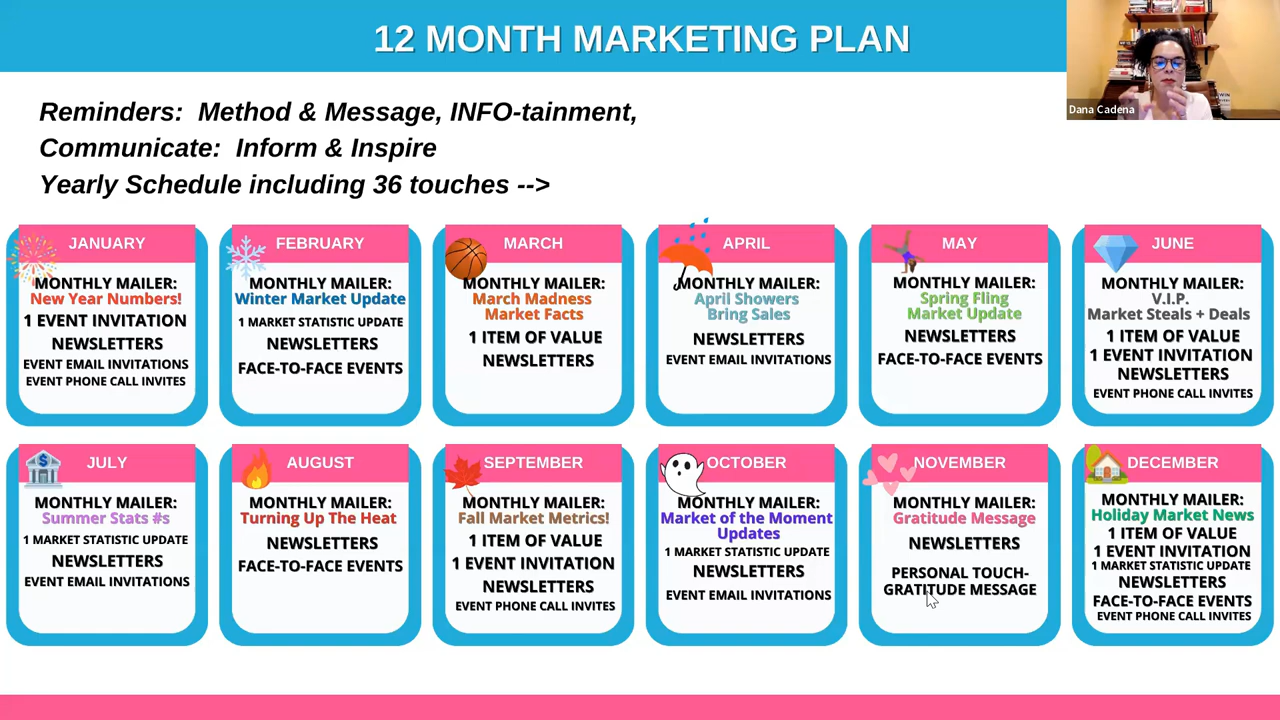 12 MONTH MARKETING PLAN
Dana Cadena
Reminders:  Method & Message, INFO-tainment,
Communicate:  Inform & Inspire
Yearly Schedule including 36 touches -->
JANUARY
MONTHLY MAILER:
New Year Numbers!
1 EVENT INVITATION
NEWSLETTERS
EVENT EMAIL INVITATIONS
EVENT PHONE CALL INVITES
FEBRUARY
MONTHLY MAILER:
Winter Market Update
1 MARKET STATISTIC UPDATE
NEWSLETTERS
FACE-TO-FACE EVENTS
MARCH
MONTHLY MAILER:
March Madness
Market Facts
1 ITEM OF VALUE
NEWSLETTERS
APRIL
MONTHLY MAILER:
April Showers
Bring Sales
NEWSLETTERS
EVENT EMAIL INVITATIONS
MAY
MONTHLY MAILER:
Spring Fling
Market Update
NEWSLETTERS
FACE-TO-FACE EVENTS
JUNE
MONTHLY MAILER:
V.I.P.
Market Steals + Deals
1 ITEM OF VALUE
1 EVENT INVITATION
NEWSLETTERS
EVENT PHONE CALL INVITES
JULY
MONTHLY MAILER:
Summer Stats #s
1 MARKET STATISTIC UPDATE
NEWSLETTERS
EVENT EMAIL INVITATIONS
AUGUST
MONTHLY MAILER:
Turning Up The Heat
NEWSLETTERS
FACE-TO-FACE EVENTS
SEPTEMBER
MONTHLY MAILER:
Fall Market Metrics!
1 ITEM OF VALUE
1 EVENT INVITATION
NEWSLETTERS
EVENT PHONE CALL INVITES
OCTOBER
MONTHLY MAILER:
Market of the Moment
Updates
1 MARKET STATISTIC UPDATE
NEWSLETTERS
EVENT EMAIL INVITATIONS
NOVEMBER
MONTHLY MAILER:
Gratitude Message
NEWSLETTERS
PERSONAL TOUCH-
GRATITUDE MESSAGE
DECEMBER
MONTHLY MAILER:
Holiday Market News
1 ITEM OF VALUE
1 EVENT INVITATION
1 MARKET STATISTIC UPDATE
NEWSLETTERS
FACE-TO-FACE EVENTS
EVENT PHONE CALL INVITES